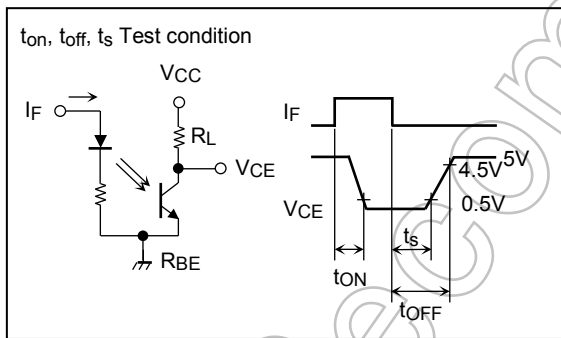 ton, toff, ts Test condition
IF
VCC
RL
VCE
RBE
IF
VCE
5V
4.5V
0.5V
ts
tON
tOFF
ecom